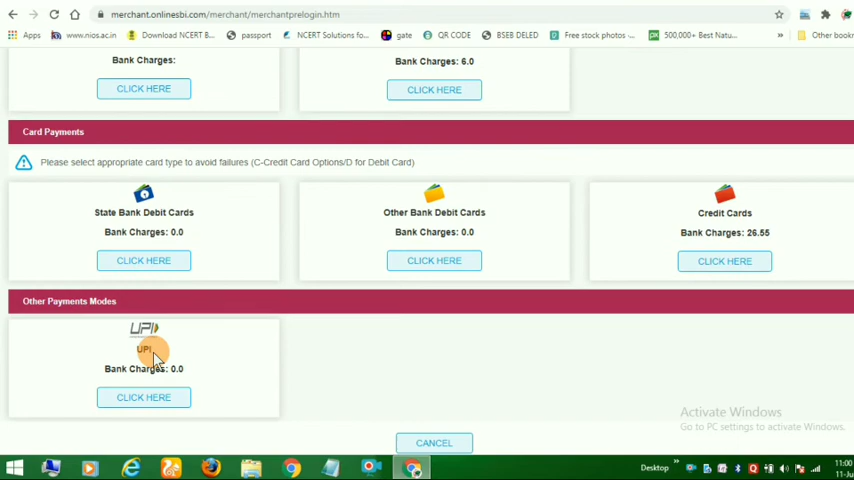 merchant.onlinesbi.com/merchant/merchantprelogin.htm
Apps www.nios.ac.in Download NCERT B... passport NCERT Solutions fo... gate QR CODE BSEB DELED Free stock photos -... 500,000+ Best Natu... » Other bookr
Bank Charges: Bank Charges: 6.0
CLICK HERE CLICK HERE
Card Payments
Please select appropriate card type to avoid failures (C-Credit Card Options/D for Debit Card)
State Bank Debit Cards Other Bank Debit Cards Credit Cards
Bank Charges: 0.0 Bank Charges: 0.0 Bank Charges: 26.55
CLICK HERE CLICK HERE CLICK HERE
Other Payments Modes
UPI
UPI
Bank Charges: 0.0
CLICK HERE
Activate Windows
Go to PC settings to activate Windows.
CANCEL
Desktop » 11:00
11-Ju